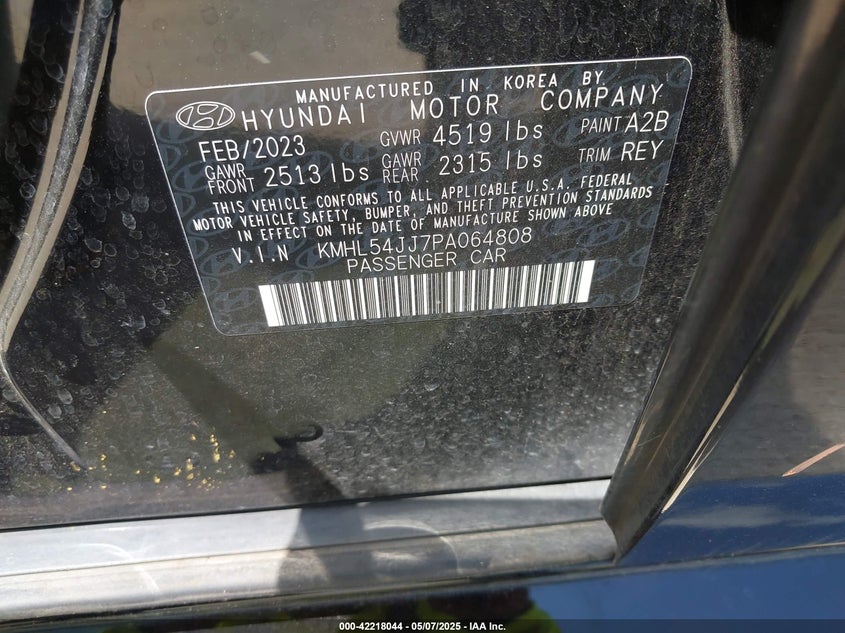 MANUFACTURED IN KOREA BY
HYUNDAI MOTOR COMPANY
FEB/2023 GVWR 4519 lbs PAINT A2B
GAWR FRONT 2513 lbs GAWR REAR 2315 lbs TRIM REY
THIS VEHICLE CONFORMS TO ALL APPLICABLE U.S.A. FEDERAL
MOTOR VEHICLE SAFETY, BUMPER, AND THEFT PREVENTION STANDARDS
IN EFFECT ON THE DATE OF MANUFACTURE SHOWN ABOVE
V.I.N KMHL54JJ7PA064808
PASSENGER CAR
000-42218044 — 05/07/2025 — IAA Inc.